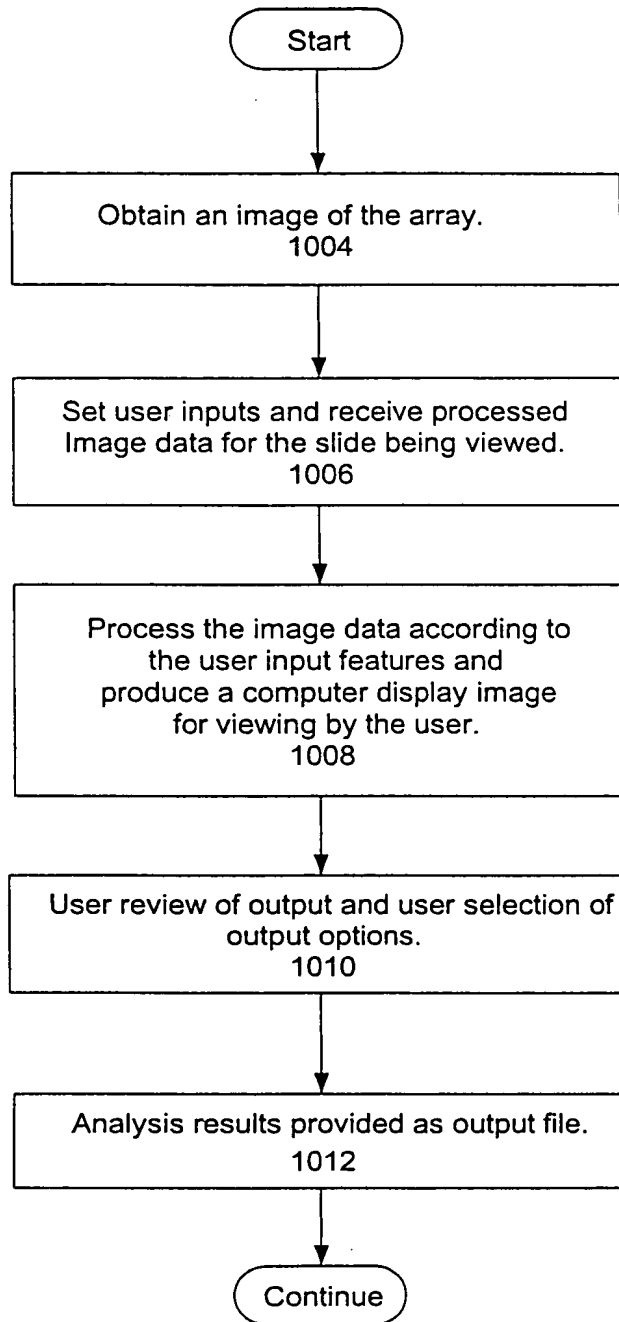 Start
Obtain an image of the array.
1004
Set user inputs and receive processed
Image data for the slide being viewed.
1006
Process the image data according to
the user input features and
produce a computer display image
for viewing by the user.
1008
User review of output and user selection of
output options.
1010
Analysis results provided as output file.
1012
Continue